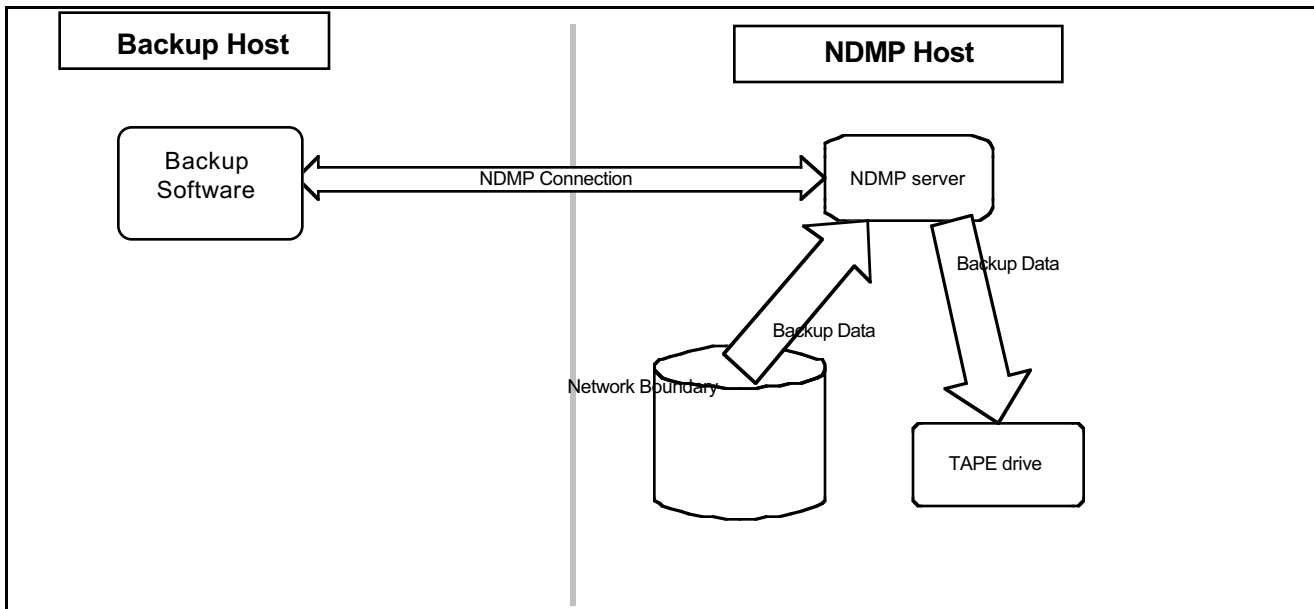 Backup Host
NDMP Host
Backup
Software
NDMP Connection
NDMP server
Backup Data
Backup Data
Network Boundary
TAPE drive